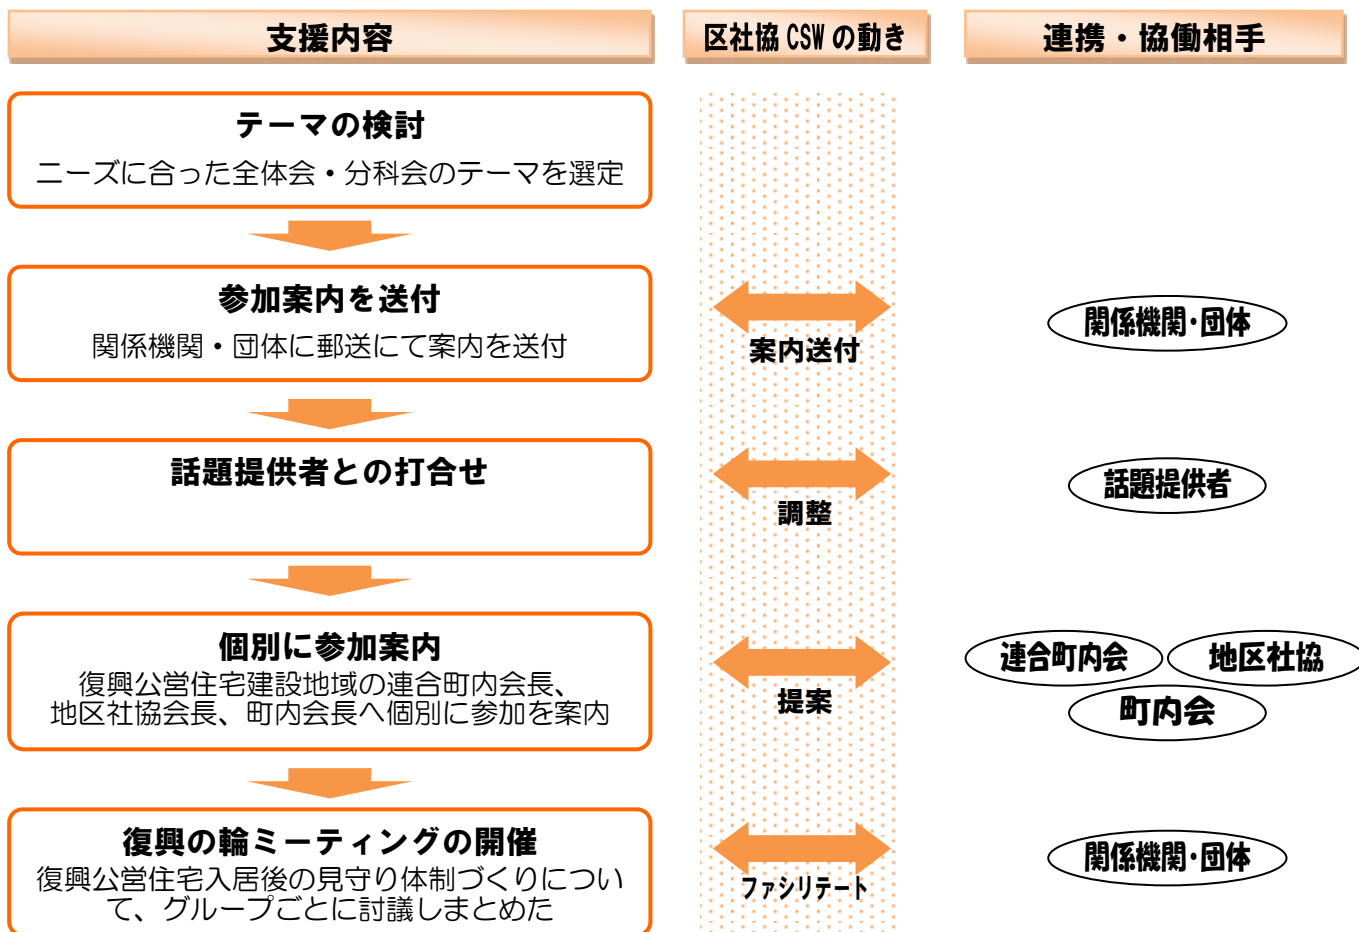 支援内容
区社協 CSW の動き
連携・協働相手
テーマの検討
ニーズに合った全体会・分科会のテーマを選定
参加案内を送付
関係機関・団体に郵送にて案内を送付
案内送付
関係機関・団体
話題提供者との打合せ
調整
話題提供者
個別に参加案内
復興公営住宅建設地域の連合町内会長、
地区社協会長、町内会長へ個別に参加を案内
提案
連合町内会
地区社協
町内会
復興の輪ミーティングの開催
復興公営住宅入居後の見守り体制づくりについ
て、グループごとに討議しまとめた
ファシリテート
関係機関・団体